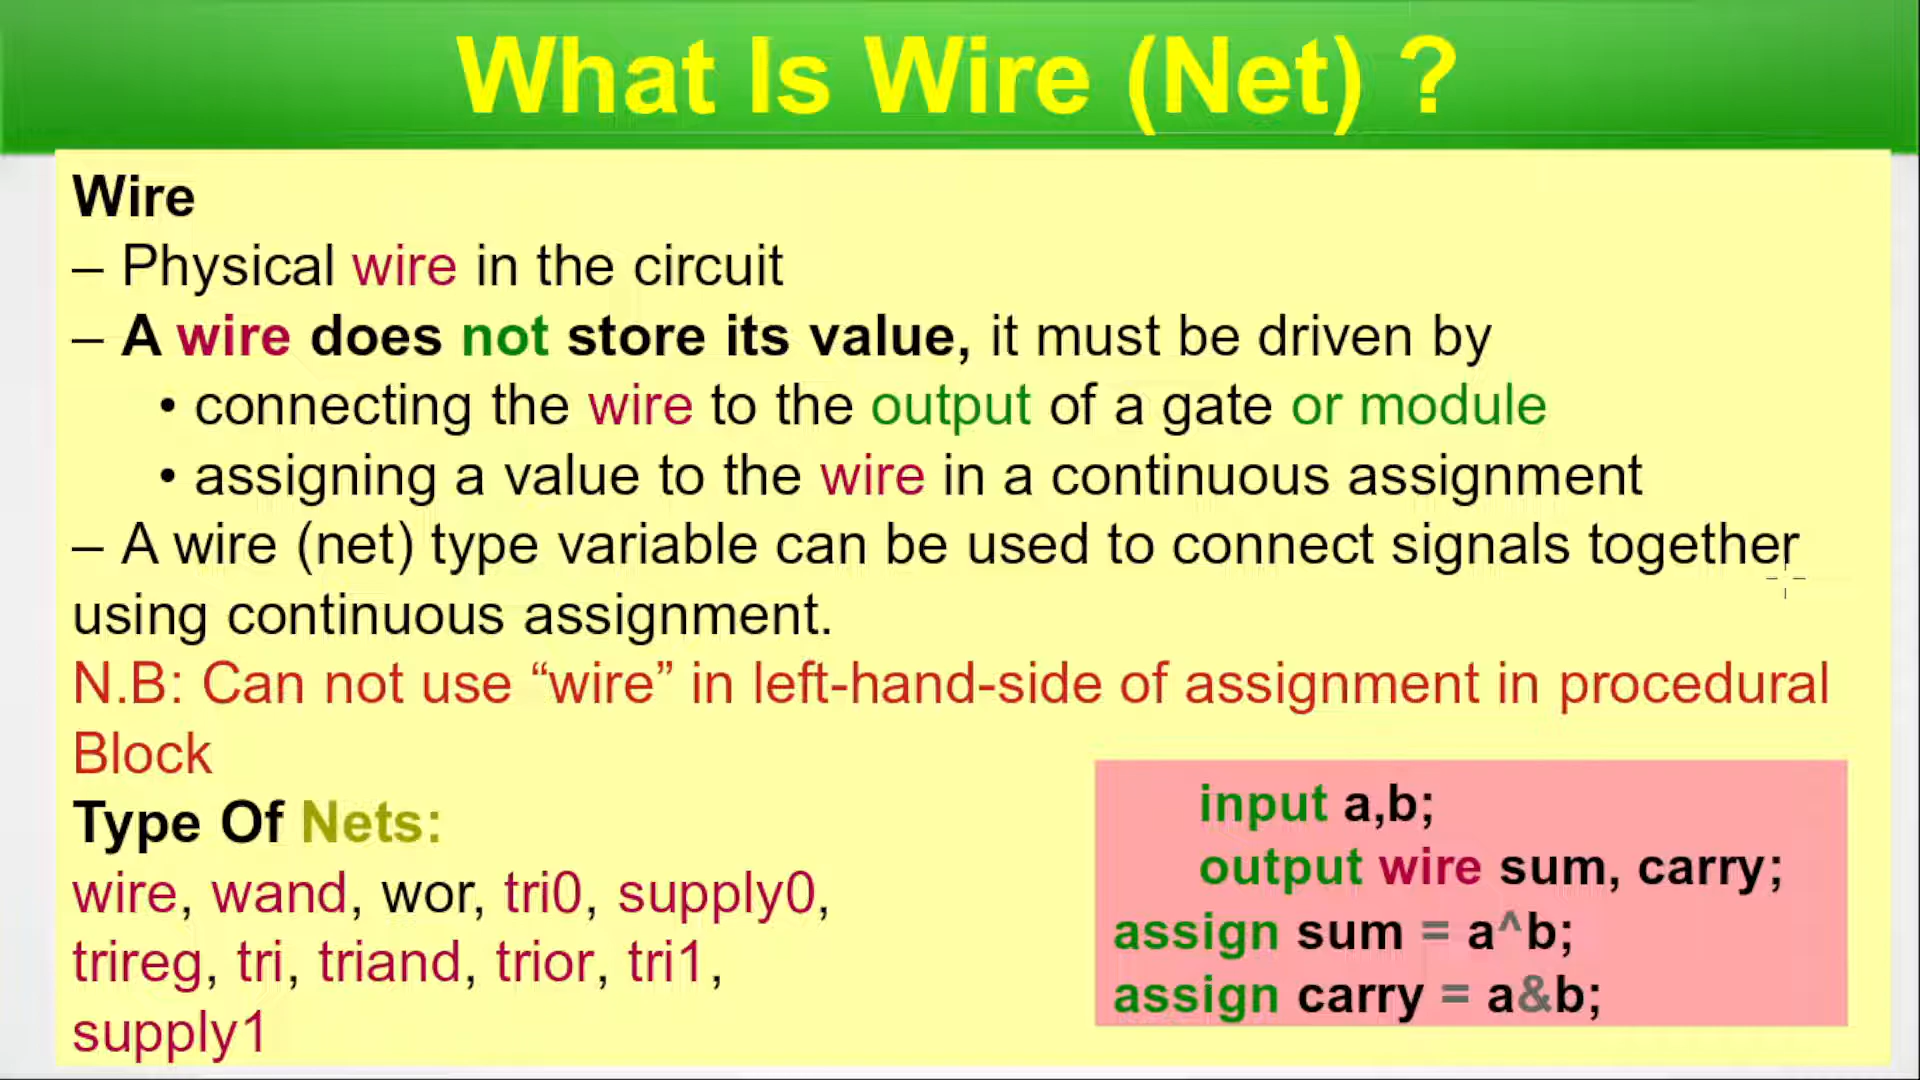 What Is Wire (Net) ?
Wire
– Physical wire in the circuit
– A wire does not store its value, it must be driven by
• connecting the wire to the output of a gate or module
• assigning a value to the wire in a continuous assignment
– A wire (net) type variable can be used to connect signals together
using continuous assignment.
N.B: Can not use “wire” in left-hand-side of assignment in procedural
Block
Type Of Nets:
wire, wand, wor, tri0, supply0,
trireg, tri, triand, trior, tri1,
supply1
input a,b;
output wire sum, carry;
assign sum = a^b;
assign carry = a&b;